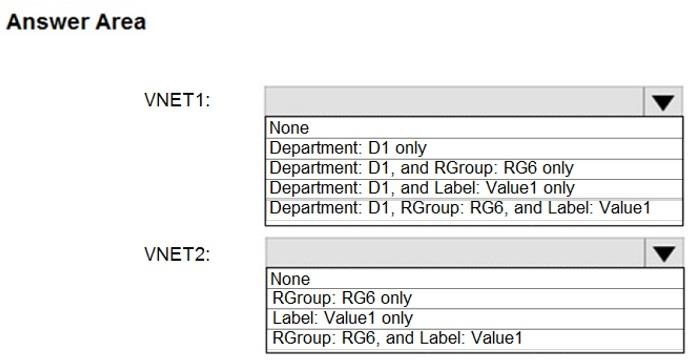 Answer Area
VNET1:
None
Department: D1 only
Department: D1, and RGroup: RG6 only
Department: D1, and Label: Value1 only
Department: D1, RGroup: RG6, and Label: Value1
VNET2:
None
RGroup: RG6 only
Label: Value1 only
RGroup: RG6, and Label: Value1